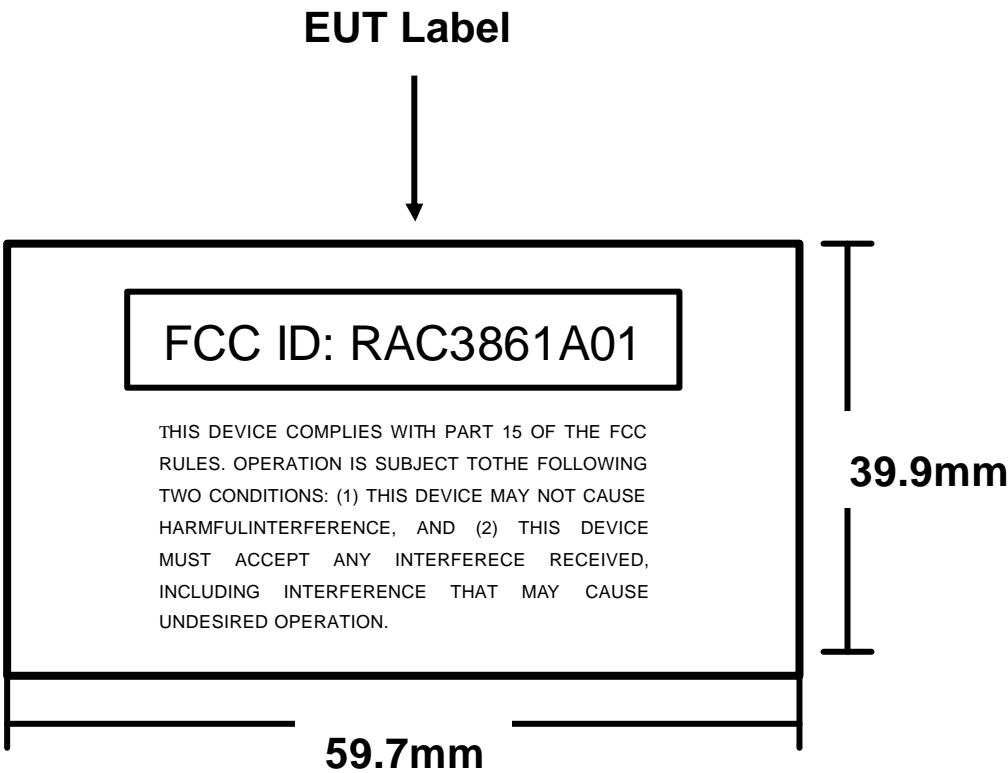 EUT Label
FCC ID: RAC3861A01
THIS DEVICE COMPLIES WITH PART 15 OF THE FCC
RULES. OPERATION IS SUBJECT TOTHE FOLLOWING
TWO CONDITIONS: (1) THIS DEVICE MAY NOT CAUSE
HARMFULINTERFERENCE, AND (2) THIS DEVICE
MUST ACCEPT ANY INTERFERECE RECEIVED,
INCLUDING INTERFERENCE THAT MAY CAUSE
UNDESIRED OPERATION.
39.9mm
59.7mm